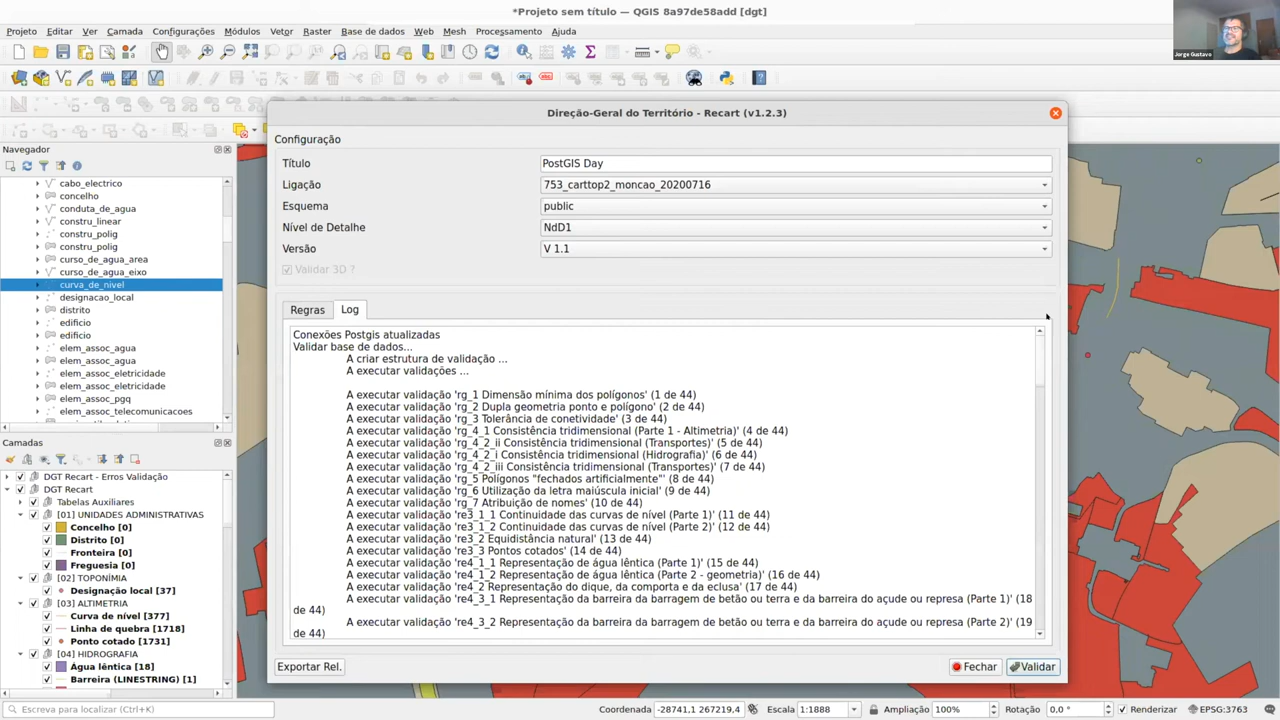 *Projeto sem título — QGIS 8a97de58add [dgt]
Projeto Editar Ver Camada Configurações Módulos Vetor Raster Base de dados Web Mesh Processamento Ajuda
Jorge Gustavo
Direção-Geral do Território - Recart (v1.2.3)
Configuração
Título PostGIS Day
Ligação 753_carttop2_moncao_20200716
Esquema public
Nível de Detalhe NdD1
Versão V 1.1
Validar 3D ?
Regras Log
Conexões Postgis atualizadas
Validar base de dados...
A criar estrutura de validação ...
A executar validações ...
A executar validação 'rg_1 Dimensão mínima dos polígonos' (1 de 44)
A executar validação 'rg_2 Dupla geometria ponto e polígono' (2 de 44)
A executar validação 'rg_3 Tolerância de conetividade' (3 de 44)
A executar validação 'rg_4_1 Consistência tridimensional (Parte 1 - Altimetria)' (4 de 44)
A executar validação 'rg_4_2_ii Consistência tridimensional (Transportes)' (5 de 44)
A executar validação 'rg_4_2_i Consistência tridimensional (Hidrografia)' (6 de 44)
A executar validação 'rg_4_2_iii Consistência tridimensional (Transportes)' (7 de 44)
A executar validação 'rg_5 Polígonos "fechados artificialmente"' (8 de 44)
A executar validação 'rg_6 Utilização da letra maiúscula inicial' (9 de 44)
A executar validação 'rg_7 Atribuição de nomes' (10 de 44)
A executar validação 're3_1_1 Continuidade das curvas de nível (Parte 1)' (11 de 44)
A executar validação 're3_1_2 Continuidade das curvas de nível (Parte 2)' (12 de 44)
A executar validação 're3_2 Equidistância natural' (13 de 44)
A executar validação 're3_3 Pontos cotados' (14 de 44)
A executar validação 're4_1_1 Representação de água lêntica (Parte 1)' (15 de 44)
A executar validação 're4_1_2 Representação de água lêntica (Parte 2 - geometria)' (16 de 44)
A executar validação 're4_2 Representação do dique, da comporta e da eclusa' (17 de 44)
A executar validação 're4_3_1 Representação da barreira da barragem de betão ou terra e da barreira do açude ou represa (Parte 1)' (18
de 44)
A executar validação 're4_3_2 Representação da barreira da barragem de betão ou terra e da barreira do açude ou represa (Parte 2)' (19
de 44)
Exportar Rel. Fechar Validar
Navegador
cabo_electrico
concelho
conduta_de_agua
constru_linear
constru_polig
constru_polig
curso_de_agua_area
curso_de_agua_eixo
curva_de_nivel
designacao_local
distrito
edificio
edificio
elem_assoc_agua
elem_assoc_agua
elem_assoc_eletricidade
elem_assoc_eletricidade
elem_assoc_pgq
elem_assoc_telecomunicacoes
Camadas
DGT Recart - Erros Validação
DGT Recart
Tabelas Auxiliares
[01] UNIDADES ADMINISTRATIVAS
Concelho [0]
Distrito [0]
Fronteira [0]
Freguesia [0]
[02] TOPONÍMIA
Designação local [37]
[03] ALTIMETRIA
Curva de nível [377]
Linha de quebra [1718]
Ponto cotado [1731]
[04] HIDROGRAFIA
Água lêntica [18]
Barreira (LINESTRING) [1]
Escreva para localizar (Ctrl+K) Coordenada -28741,1 267219,4 Escala 1:1888 Ampliação 100% Rotação 0,0 ° Renderizar EPSG:3763